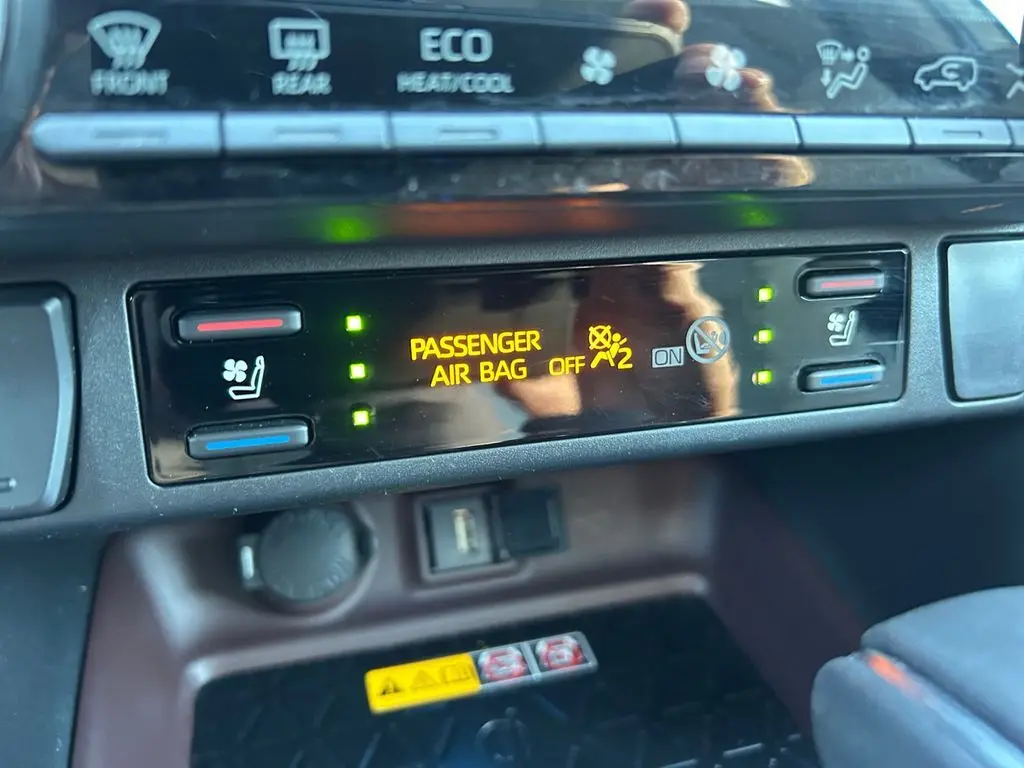 FRONT
REAR
ECO
HEAT/COOL
PASSENGER
AIR BAG OFF 2 ON